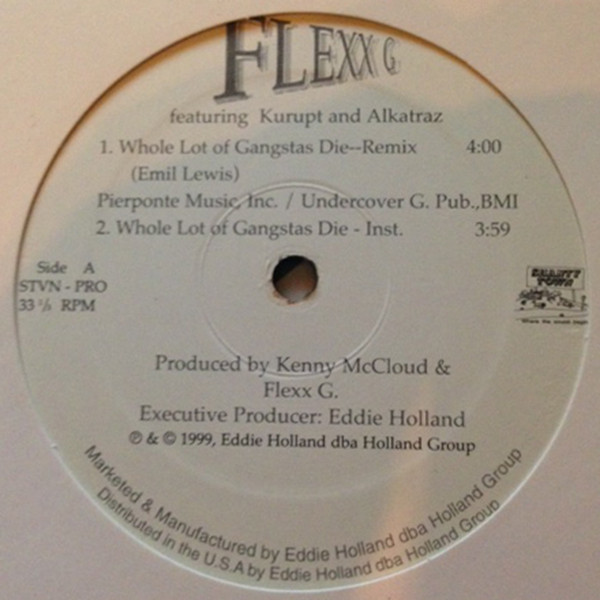 FLEXX G
featuring Kurupt and Alkatraz
1. Whole Lot of Gangstas Die--Remix 4:00
(Emil Lewis)
Pierponte Music, Inc. / Undercover G. Pub.,BMI
2. Whole Lot of Gangstas Die - Inst. 3:59
Side A
STVN - PRO
33 ⅓ RPM
SHANTY
TOWN
Produced by Kenny McCloud &
Flexx G.
Executive Producer: Eddie Holland
℗ & © 1999, Eddie Holland dba Holland Group
Marketed & Manufactured by Eddie Holland dba Holland Group
Distributed in the U.S.A by Eddie Holland dba Holland Group